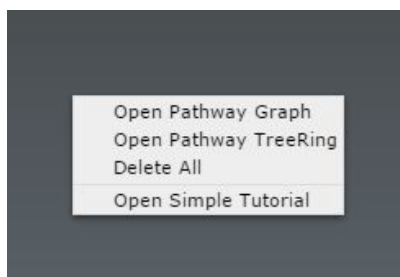 Open Pathway Graph
Open Pathway TreeRing
Delete All
Open Simple Tutorial